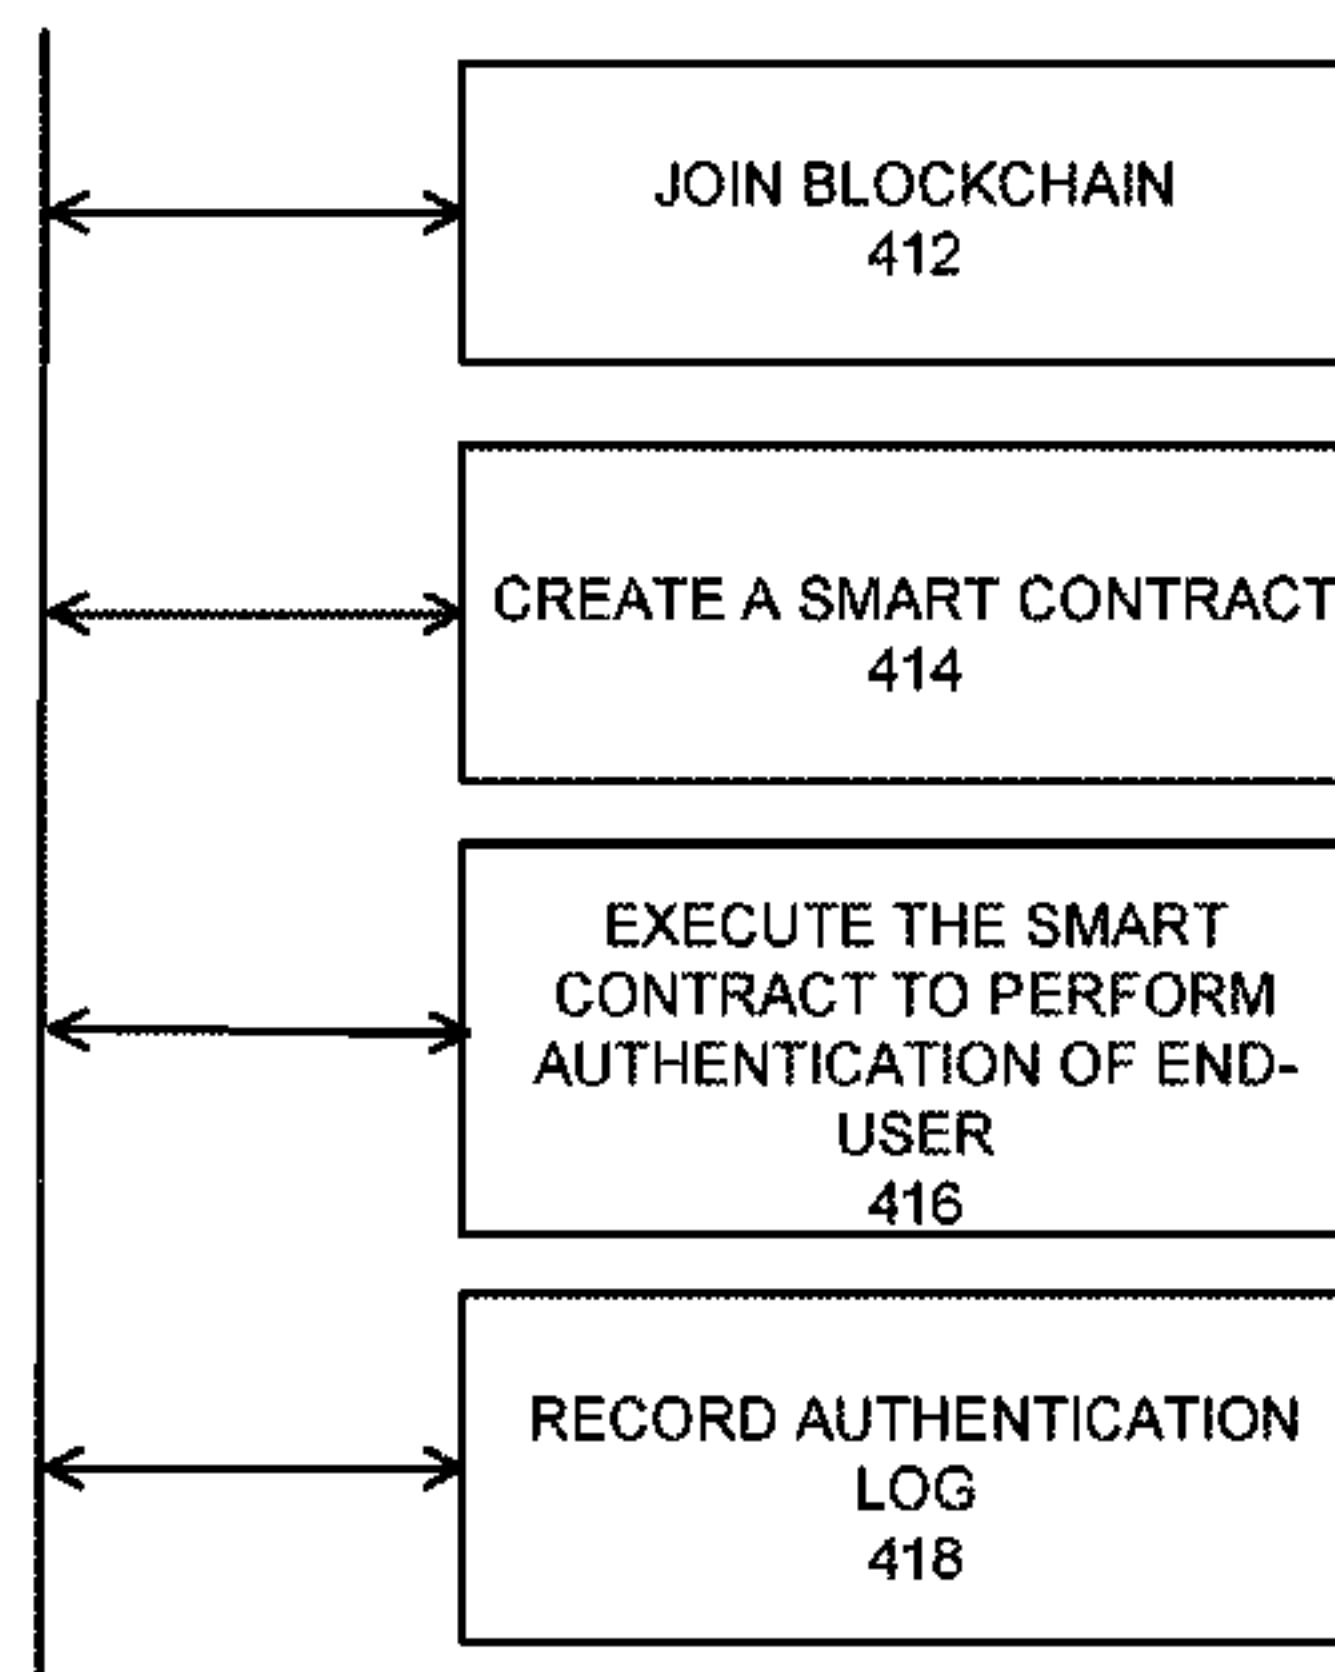 JOIN BLOCKCHAIN
412
CREATE A SMART CONTRACT
414
EXECUTE THE SMART
CONTRACT TO PERFORM
AUTHENTICATION OF END-
USER
416
RECORD AUTHENTICATION
LOG
418